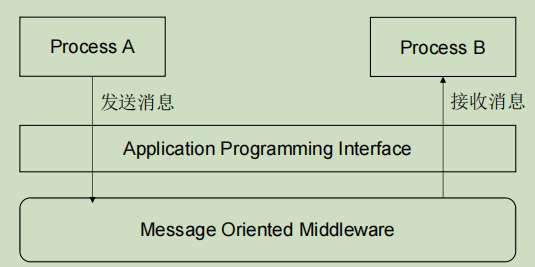 Process A
Process B
发送消息
接收消息
Application Programming Interface
Message Oriented Middleware